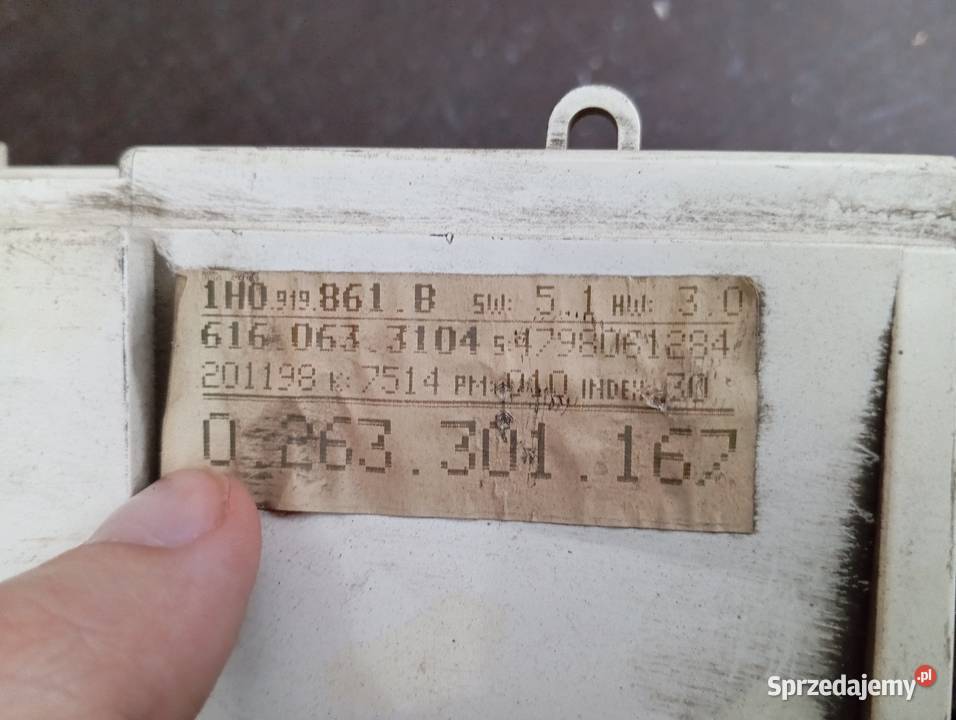 1H0.919.861.B SW: 5.1 HW: 3.0
616.063.3104 S:4798061284
201198 K:7514 PM:010 INDEX:30
0.263.301.167
Sprzedajemy.pl